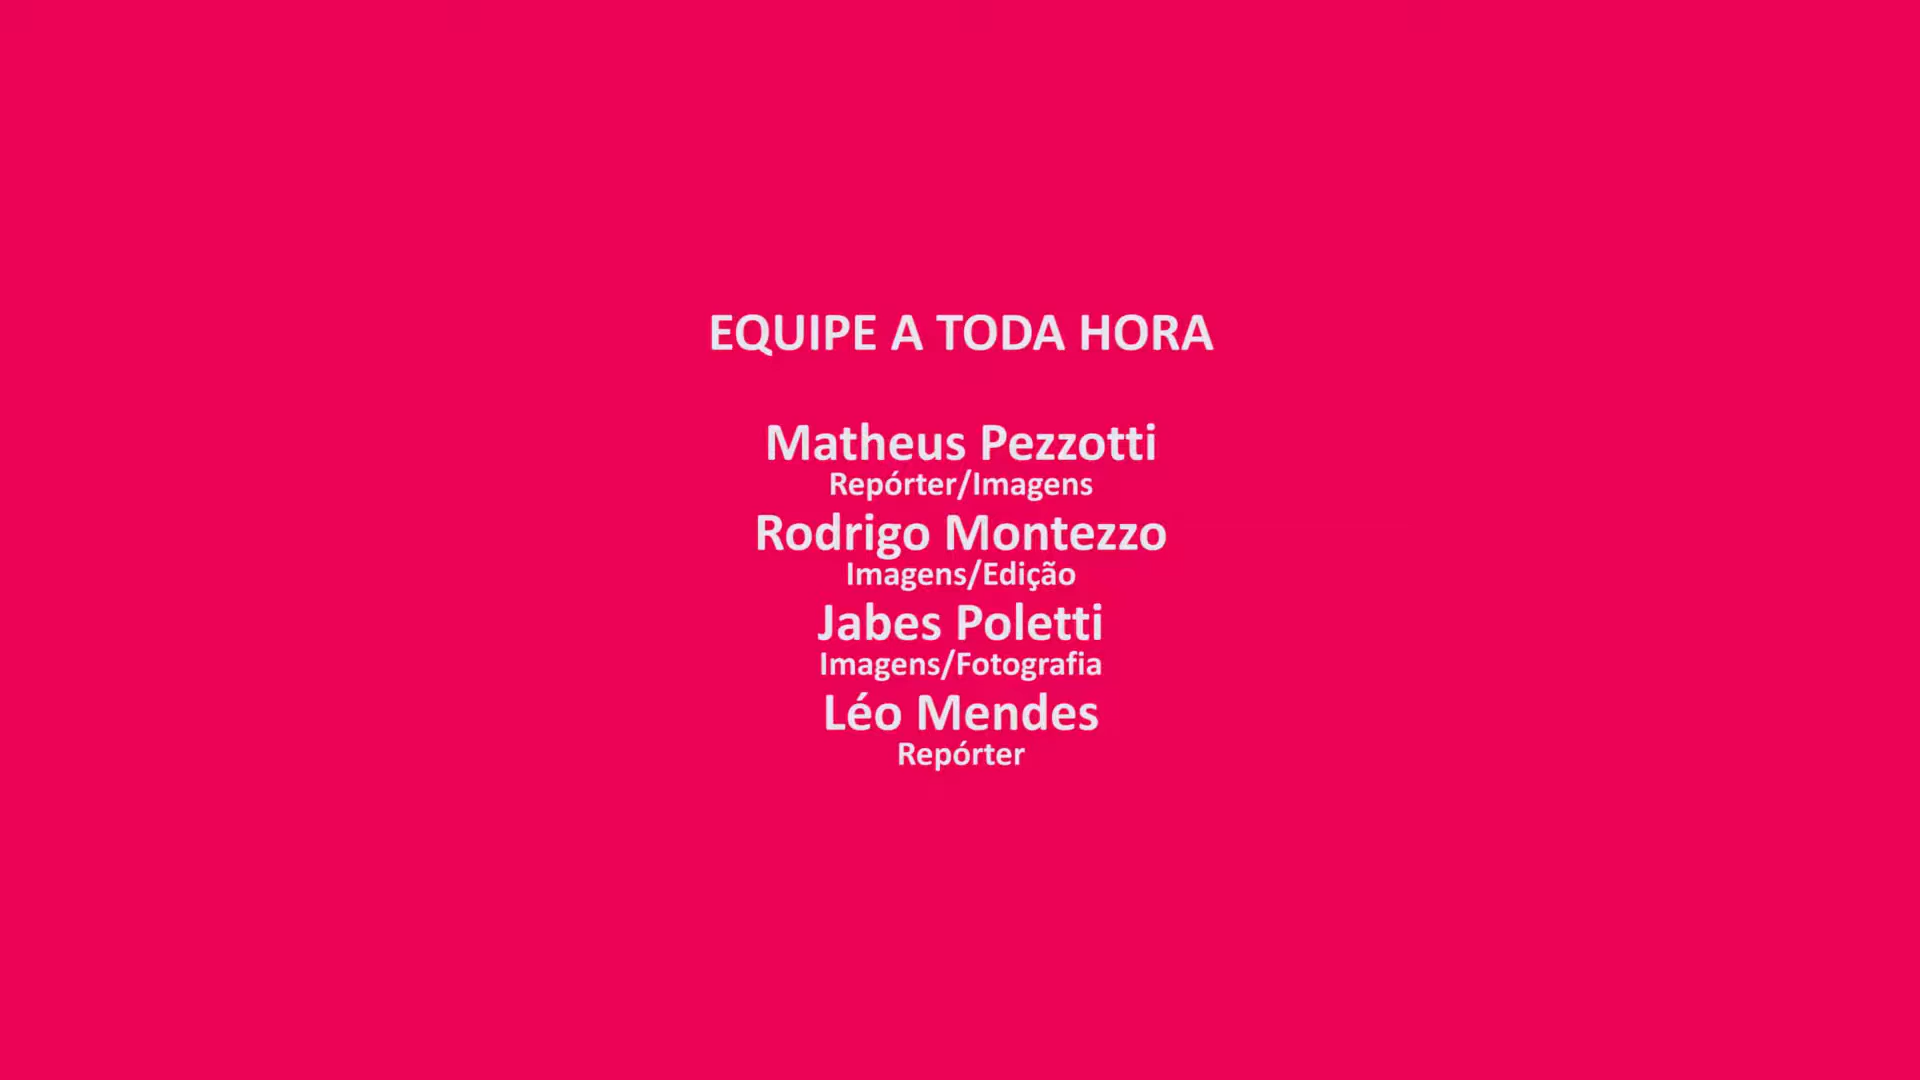 EQUIPE A TODA HORA
Matheus Pezzotti
Repórter/Imagens
Rodrigo Montezzo
Imagens/Edição
Jabes Poletti
Imagens/Fotografia
Léo Mendes
Repórter